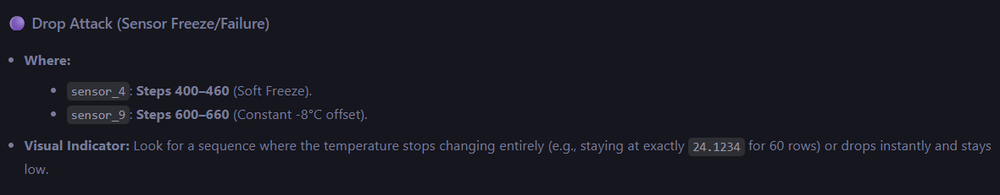 Drop Attack (Sensor Freeze/Failure)
Where:
sensor_4: Steps 400–460 (Soft Freeze).
sensor_9: Steps 600–660 (Constant -8°C offset).
Visual Indicator: Look for a sequence where the temperature stops changing entirely (e.g., staying at exactly 24.1234 for 60 rows) or drops instantly and stays
low.